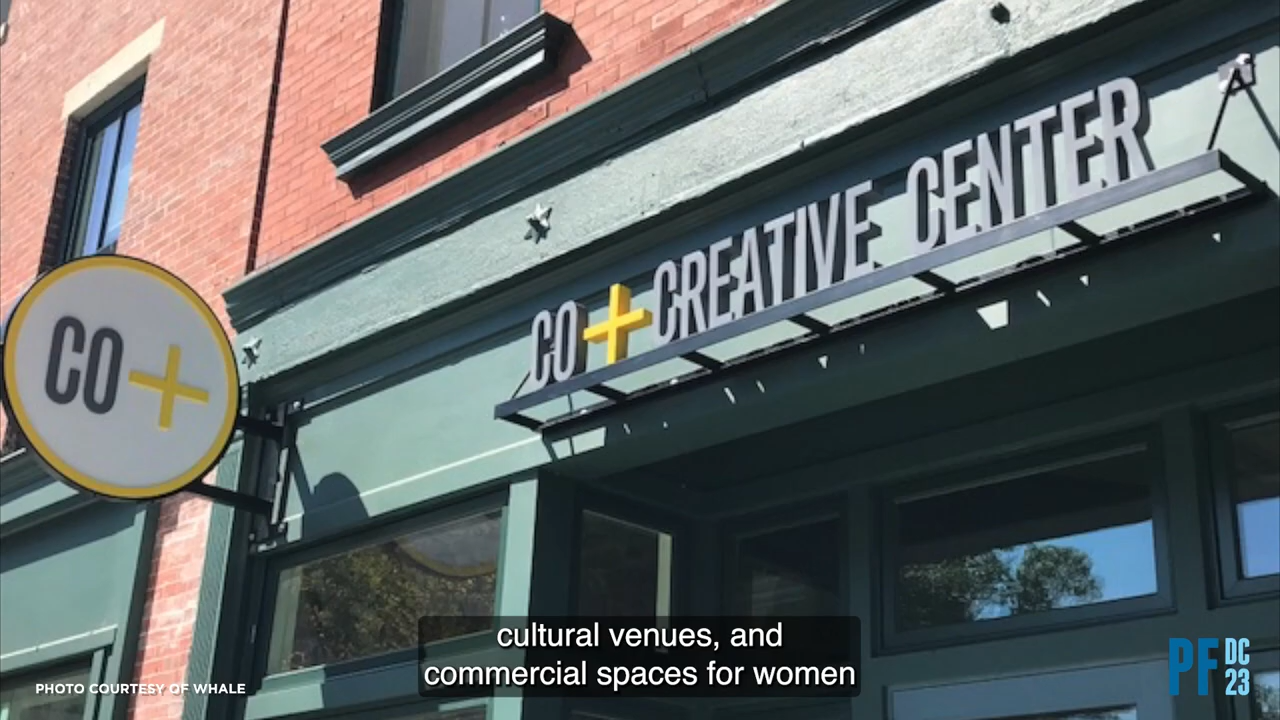 CO+CREATIVE CENTER
CO+
cultural venues, and
commercial spaces for women
PHOTO COURTESY OF WHALE
PF DC
23